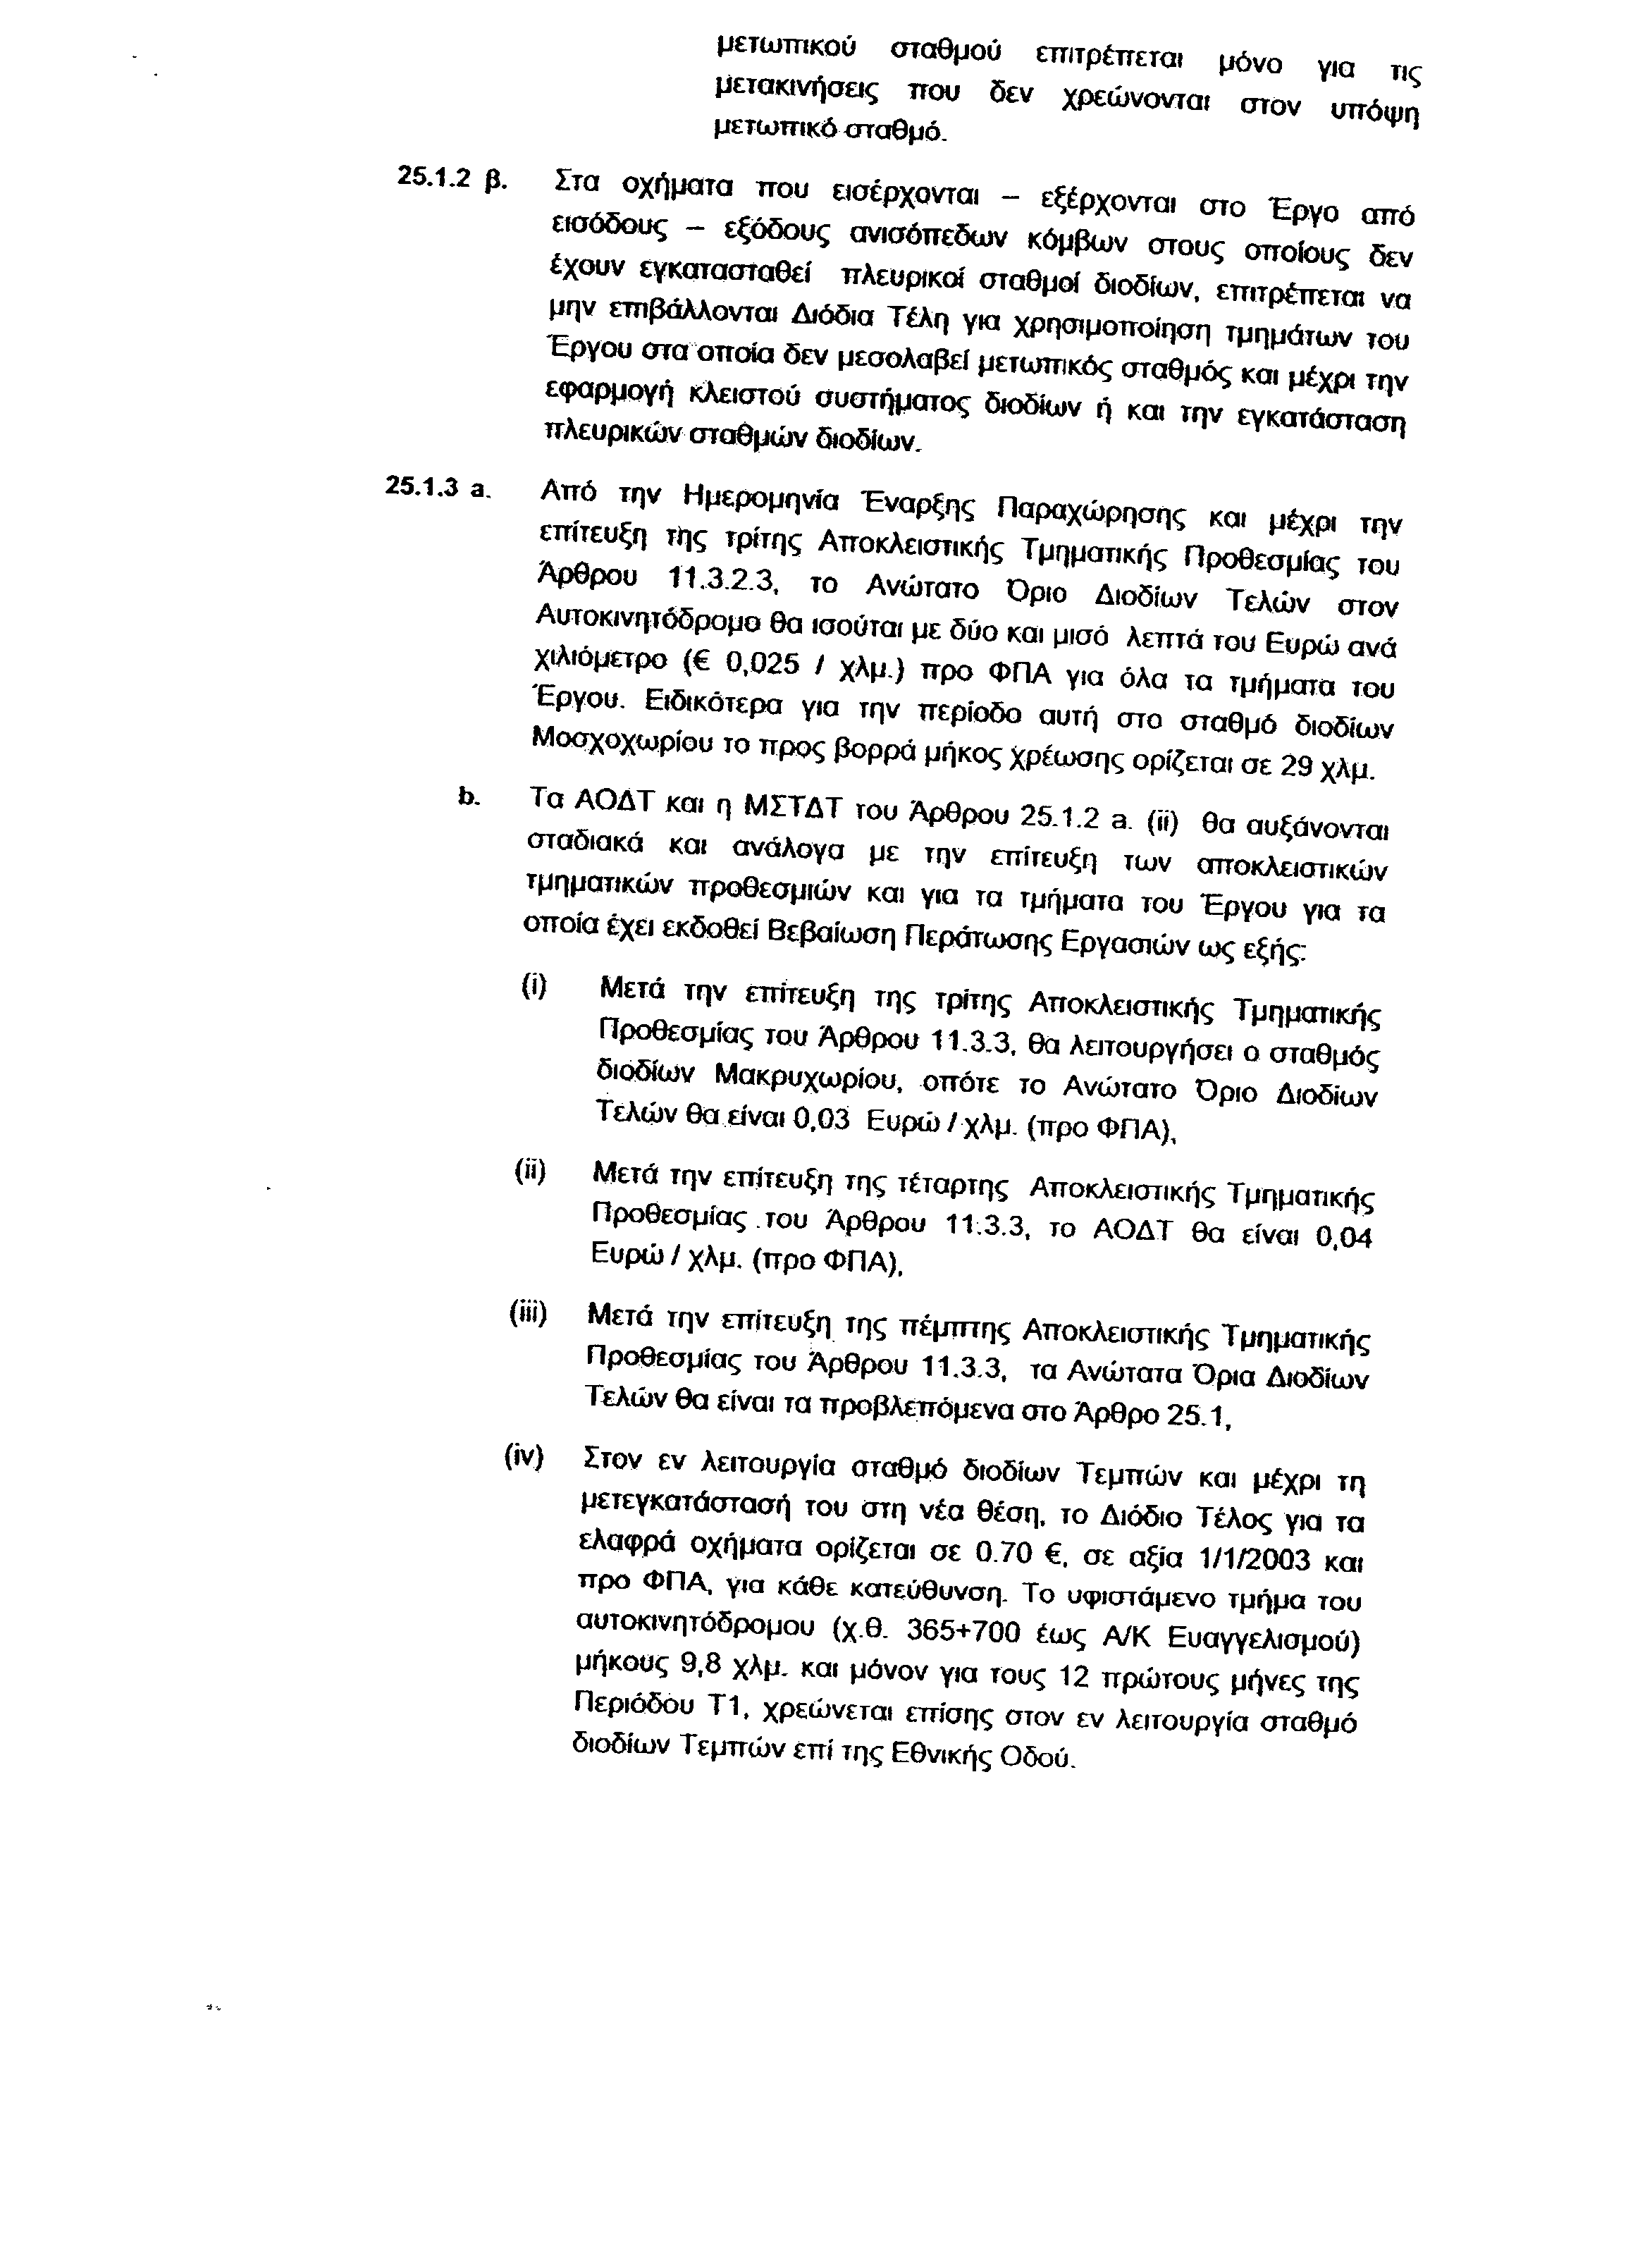 μετωπικού σταθμού επιτρέπεται μόνο για τις
μετακινήσεις που δεν χρεώνονται στον υπόψη
μετωπικό σταθμό.
25.1.2 β. Στα οχήματα που εισέρχονται – εξέρχονται στο Έργο από
εισόδους – εξόδους ανισόπεδων κόμβων στους οποίους δεν
έχουν εγκατασταθεί πλευρικοί σταθμοί διοδίων, επιτρέπεται να
μην επιβάλλονται Διόδια Τέλη για χρησιμοποίηση τμημάτων του
Έργου στα οποία δεν μεσολαβεί μετωπικός σταθμός και μέχρι την
εφαρμογή κλειστού συστήματος διοδίων ή και την εγκατάσταση
πλευρικών σταθμών διοδίων.
25.1.3 a. Από την Ημερομηνία Έναρξης Παραχώρησης και μέχρι την
επίτευξη της τρίτης Αποκλειστικής Τμηματικής Προθεσμίας του
Άρθρου 11.3.2.3, το Ανώτατο Όριο Διοδίων Τελών στον
Αυτοκινητόδρομο θα ισούται με δύο και μισό λεπτά του Ευρώ ανά
χιλιόμετρο (€ 0,025 / χλμ.) προ ΦΠΑ για όλα τα τμήματα του
Έργου. Ειδικότερα για την περίοδο αυτή στο σταθμό διοδίων
Μοσχοχωρίου το προς βορρά μήκος χρέωσης ορίζεται σε 29 χλμ.
b. Τα ΑΟΔΤ και η ΜΣΤΔΤ του Άρθρου 25.1.2 a. (ii) θα αυξάνονται
σταδιακά και ανάλογα με την επίτευξη των αποκλειστικών
τμηματικών προθεσμιών και για τα τμήματα του Έργου για τα
οποία έχει εκδοθεί Βεβαίωση Περάτωσης Εργασιών ως εξής:
(i) Μετά την επίτευξη της τρίτης Αποκλειστικής Τμηματικής
Προθεσμίας του Άρθρου 11.3.3, θα λειτουργήσει ο σταθμός
διοδίων Μακρυχωρίου, οπότε το Ανώτατο Όριο Διοδίων
Τελών θα είναι 0,03 Ευρώ / χλμ. (προ ΦΠΑ),
(ii) Μετά την επίτευξη της τέταρτης Αποκλειστικής Τμηματικής
Προθεσμίας του Άρθρου 11.3.3, το ΑΟΔΤ θα είναι 0,04
Ευρώ / χλμ. (προ ΦΠΑ),
(iii) Μετά την επίτευξη της πέμπτης Αποκλειστικής Τμηματικής
Προθεσμίας του Άρθρου 11.3.3, τα Ανώτατα Όρια Διοδίων
Τελών θα είναι τα προβλεπόμενα στο Άρθρο 25.1,
(iv) Στον εν λειτουργία σταθμό διοδίων Τεμπών και μέχρι τη
μετεγκατάστασή του στη νέα θέση, το Διόδιο Τέλος για τα
ελαφρά οχήματα ορίζεται σε 0.70 €, σε αξία 1/1/2003 και
προ ΦΠΑ, για κάθε κατεύθυνση. Το υφιστάμενο τμήμα του
αυτοκινητόδρομου (χ.θ. 365+700 έως Α/Κ Ευαγγελισμού)
μήκους 9,8 χλμ. και μόνον για τους 12 πρώτους μήνες της
Περιόδου Τ1, χρεώνεται επίσης στον εν λειτουργία σταθμό
διοδίων Τεμπών επί της Εθνικής Οδού.